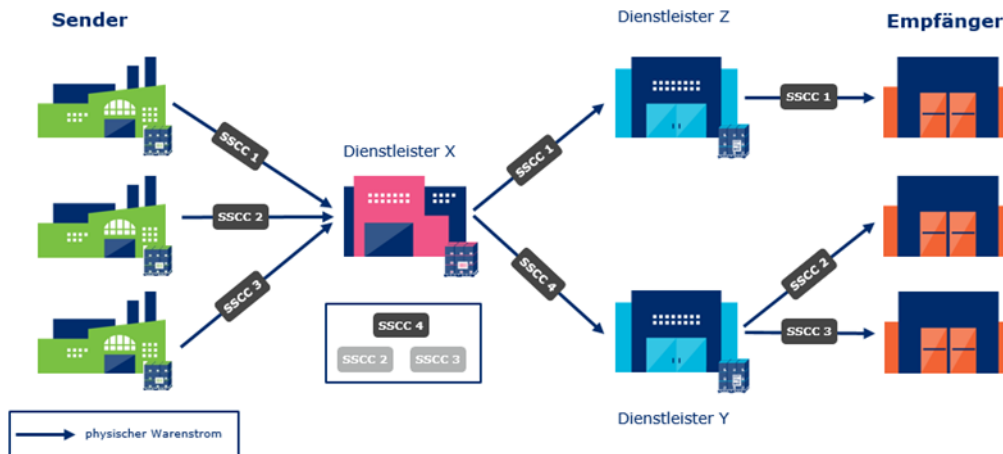 Sender
Dienstleister Z
Empfänger
SSCC 1
SSCC 1
SSCC 1
Dienstleister X
SSCC 2
SSCC 3
SSCC 4
SSCC 2
SSCC 3
SSCC 4
SSCC 2
SSCC 3
Dienstleister Y
physischer Warenstrom